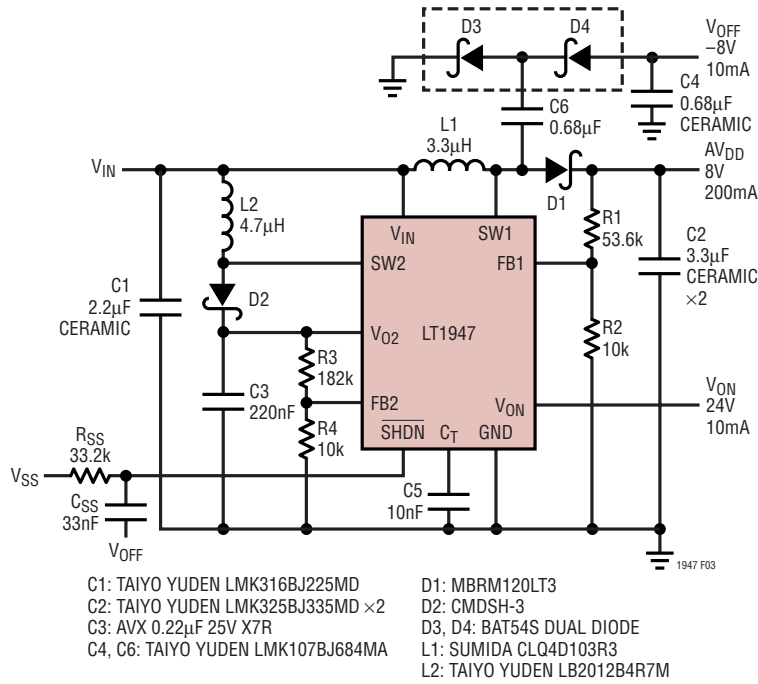 D3
D4
VOFF
–8V
10mA
C4
0.68µF
CERAMIC
C6
0.68µF
L1
3.3µH
VIN
AVDD
8V
200mA
D1
L2
4.7µH
VIN
SW1
R1
53.6k
SW2
FB1
C2
3.3µF
CERAMIC
×2
C1
2.2µF
CERAMIC
D2
VO2
LT1947
R2
10k
R3
182k
C3
220nF
FB2
VON
VON
24V
10mA
R4
10k
SHDN
CT
GND
RSS
33.2k
VSS
CSS
33nF
VOFF
C5
10nF
1947 F03
C1: TAIYO YUDEN LMK316BJ225MD
C2: TAIYO YUDEN LMK325BJ335MD ×2
C3: AVX 0.22µF 25V X7R
C4, C6: TAIYO YUDEN LMK107BJ684MA
D1: MBRM120LT3
D2: CMDSH-3
D3, D4: BAT54S DUAL DIODE
L1: SUMIDA CLQ4D103R3
L2: TAIYO YUDEN LB2012B4R7M